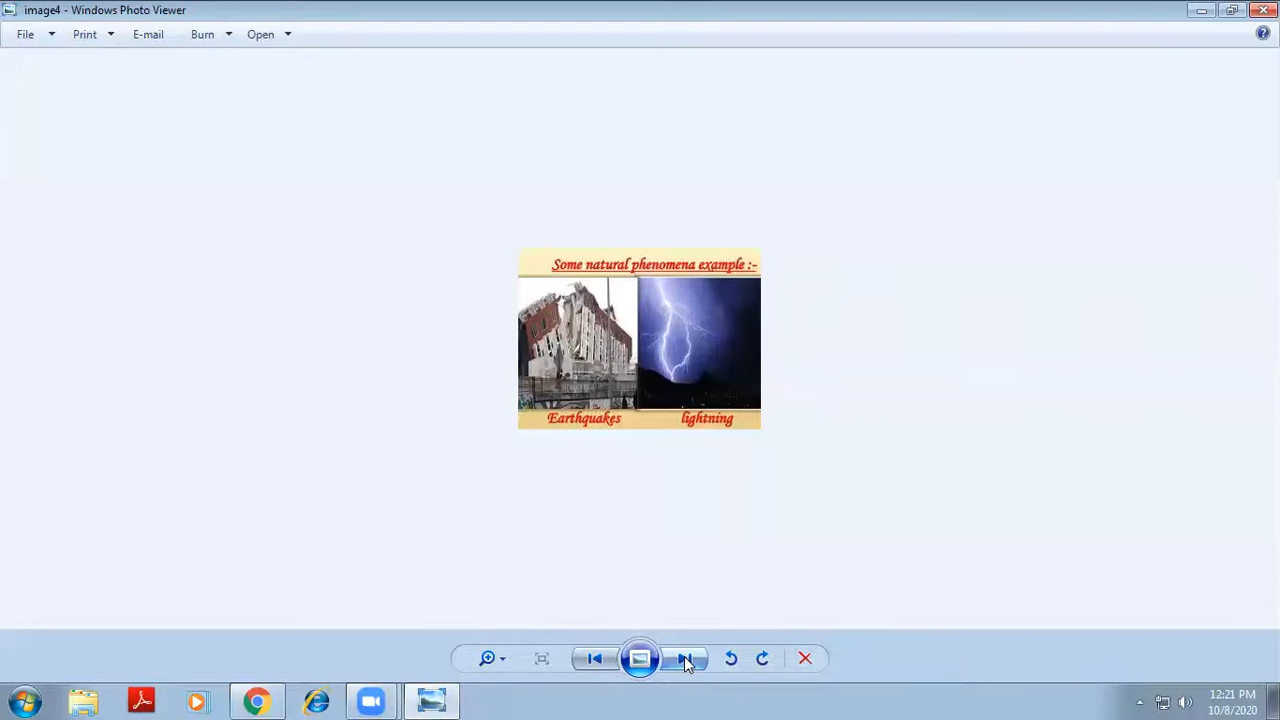 image4 - Windows Photo Viewer
File Print E-mail Burn Open
Some natural phenomena example :-
Earthquakes lightning
12:21 PM
10/8/2020